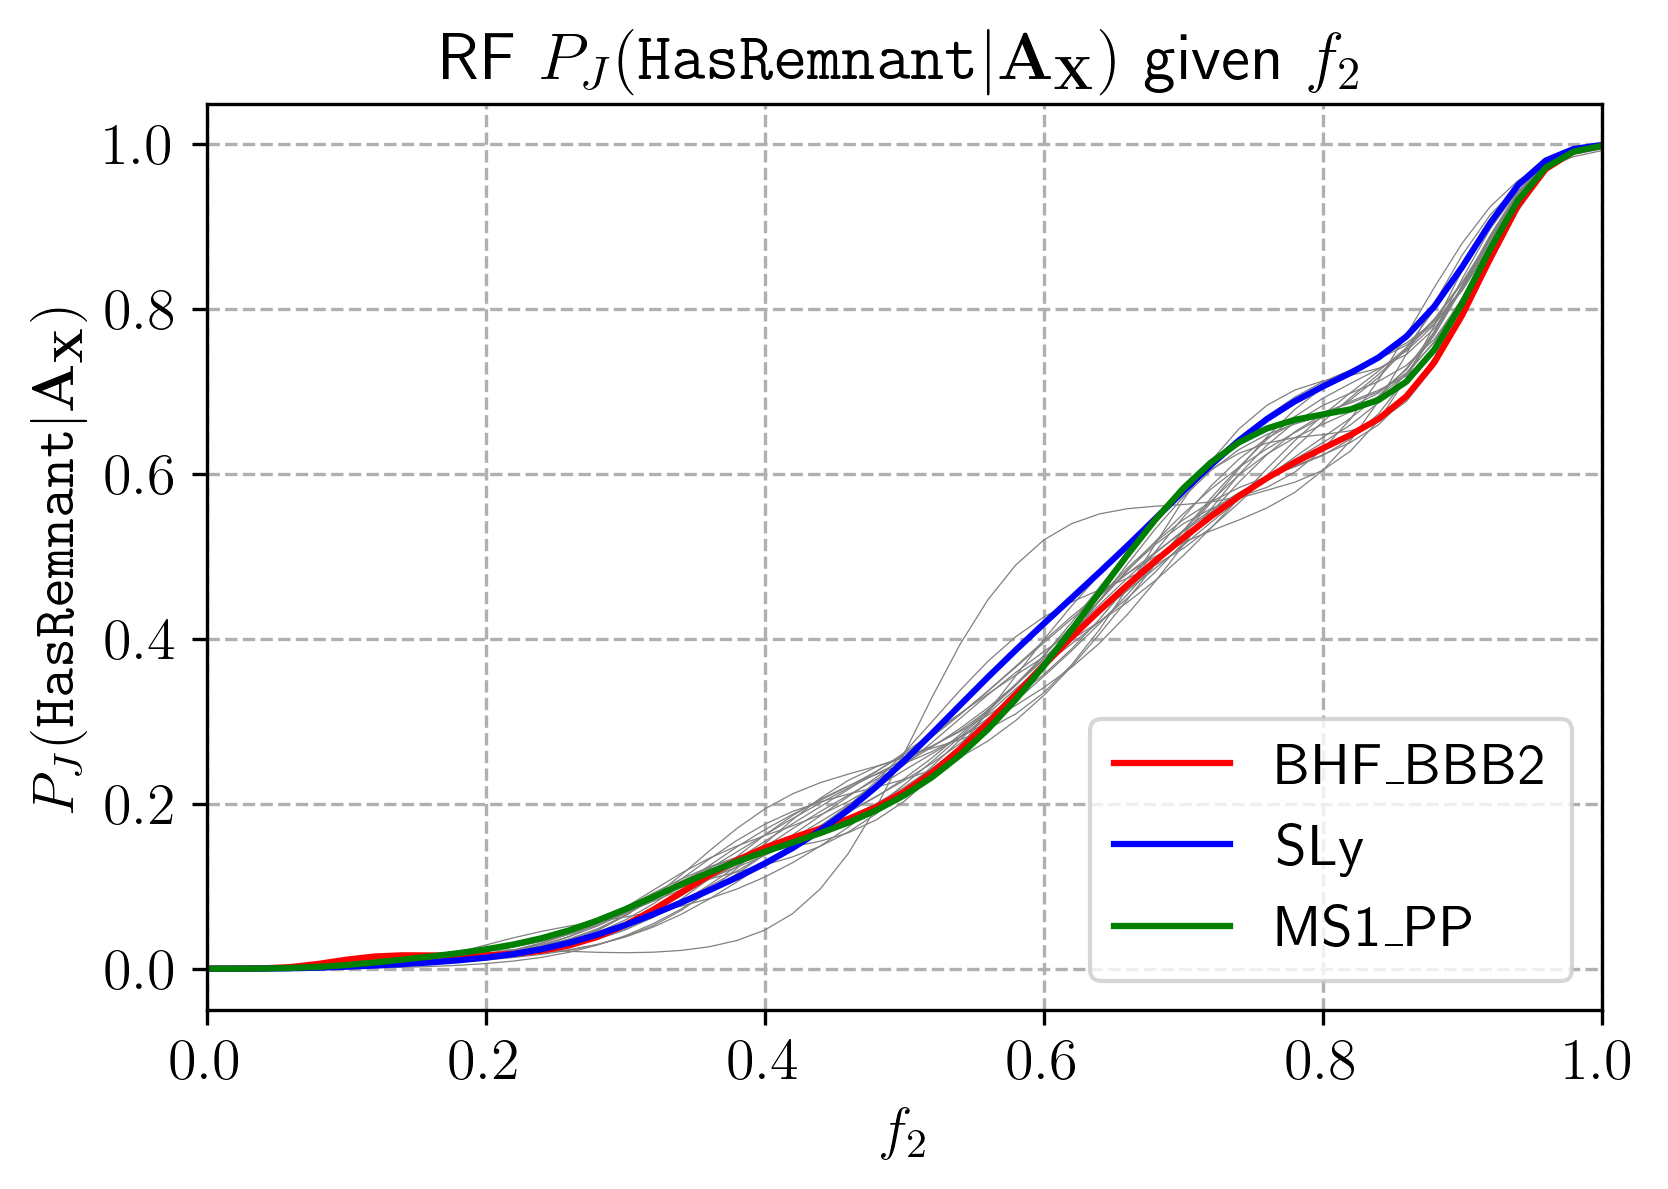 RF P_J(HasRemnant|A_X) given f_2
P_J(HasRemnant|A_X)
1.0
0.8
0.6
0.4
0.2
0.0
BHF_BBB2
SLy
MS1_PP
0.0 0.2 0.4 0.6 0.8 1.0
f_2